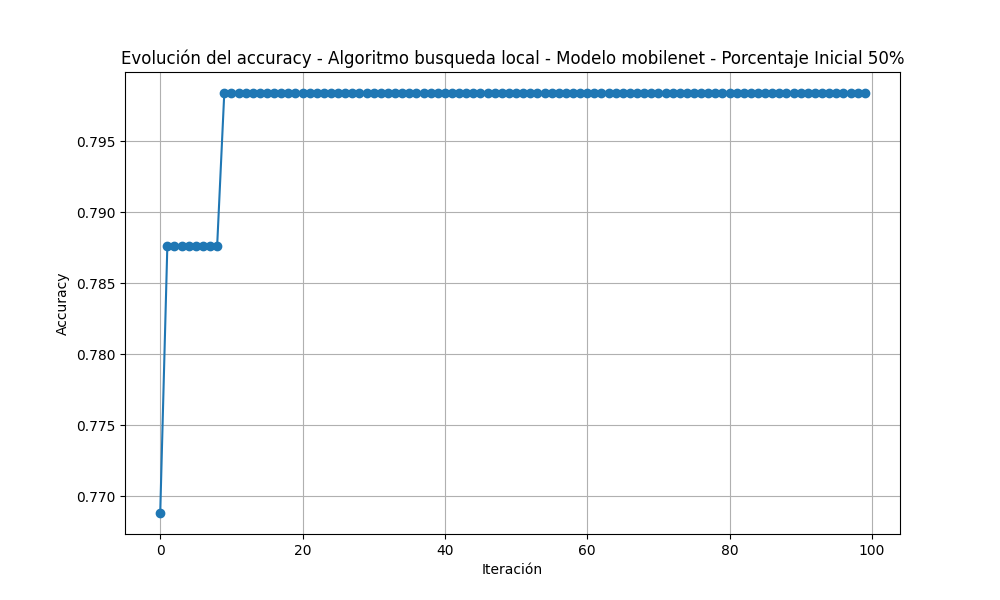 Evolución del accuracy - Algoritmo busqueda local - Modelo mobilenet - Porcentaje Inicial 50%
0.795
0.790
0.785
0.780
0.775
0.770
Accuracy
0 20 40 60 80 100
Iteración